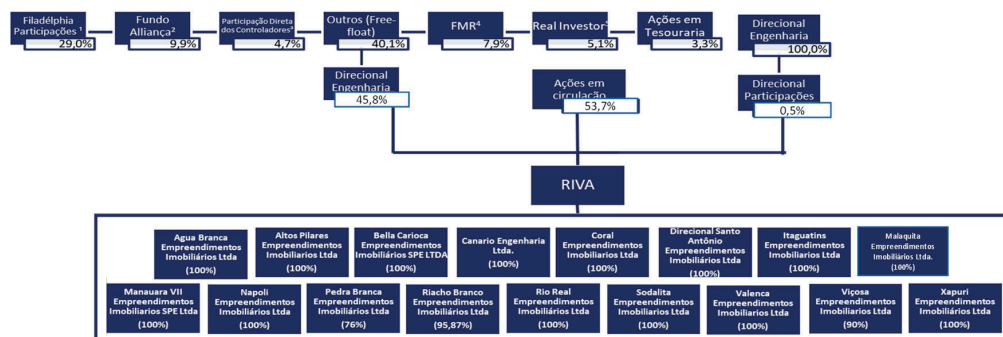 Filadélphia
Participações ¹
29,0%
Fundo
Alliança²
9,9%
Participação Direta
dos Controladores³
4,7%
Outros (Free-
float)
40,1%
FMR⁴
7,9%
Real Investor⁵
5,1%
Ações em
Tesouraria
3,3%
Direcional
Engenharia
100,0%
Direcional
Engenharia
45,8%
Ações em
circulação
53,7%
Direcional
Participações
0,5%
RIVA
Agua Branca
Empreendimentos
Imobiliários Ltda
(100%)
Altos Pilares
Empreendimentos
Imobiliarios Ltda
(100%)
Bella Carioca
Empreendimentos
Imobiliários SPE LTDA
(100%)
Canario Engenharia
Ltda.
(100%)
Coral
Empreendimentos
Imobiliarios Ltda
(100%)
Direcional Santo
Antônio
Empreendimentos
Imobiliários Ltda
(100%)
Itaguatins
Empreendimentos
Imobiliários Ltda
(100%)
Malaquita
Empreendimentos
Imobiliários Ltda.
(100%)
Manauara VII
Empreendimentos
Imobiliarios SPE Ltda
(100%)
Napoli
Empreendimentos
Imobiliários Ltda
(100%)
Pedra Branca
Empreendimentos
Imobiliários Ltda
(76%)
Riacho Branco
Empreendimentos
Imobiliários Ltda
(95,87%)
Rio Real
Empreendimentos
Imobiliários Ltda
(100%)
Sodalita
Empreendimentos
Imobiliários Ltda
(100%)
Valenca
Empreendimentos
Imobiliários Ltda
(100%)
Viçosa
Empreendimentos
Imobiliários Ltda
(90%)
Xapuri
Empreendimentos
Imobiliários Ltda
(100%)